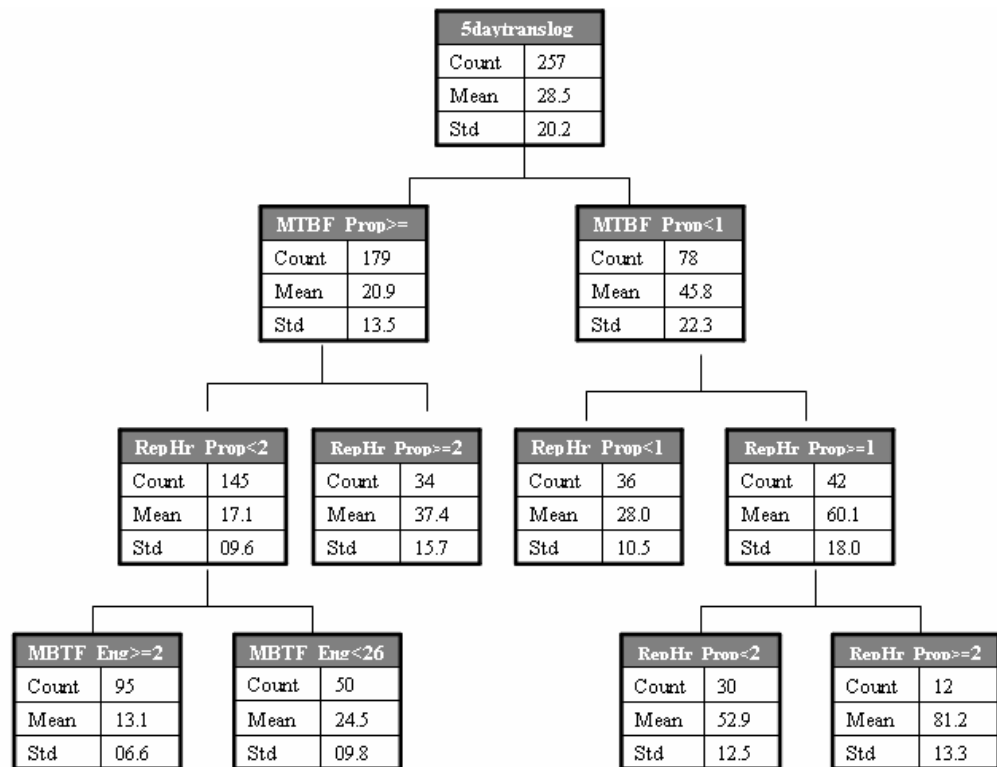 5daytranslog
Count 257
Mean 28.5
Std 20.2
MTBF Prop>=
Count 179
Mean 20.9
Std 13.5
MTBF Prop<1
Count 78
Mean 45.8
Std 22.3
RepHr Prop<2
Count 145
Mean 17.1
Std 09.6
RepHr Prop>=2
Count 34
Mean 37.4
Std 15.7
RepHr Prop<1
Count 36
Mean 28.0
Std 10.5
RepHr Prop>=1
Count 42
Mean 60.1
Std 18.0
MBTF Eng>=2
Count 95
Mean 13.1
Std 06.6
MBTF Eng<26
Count 50
Mean 24.5
Std 09.8
RepHr Prop<2
Count 30
Mean 52.9
Std 12.5
RepHr Prop>=2
Count 12
Mean 81.2
Std 13.3